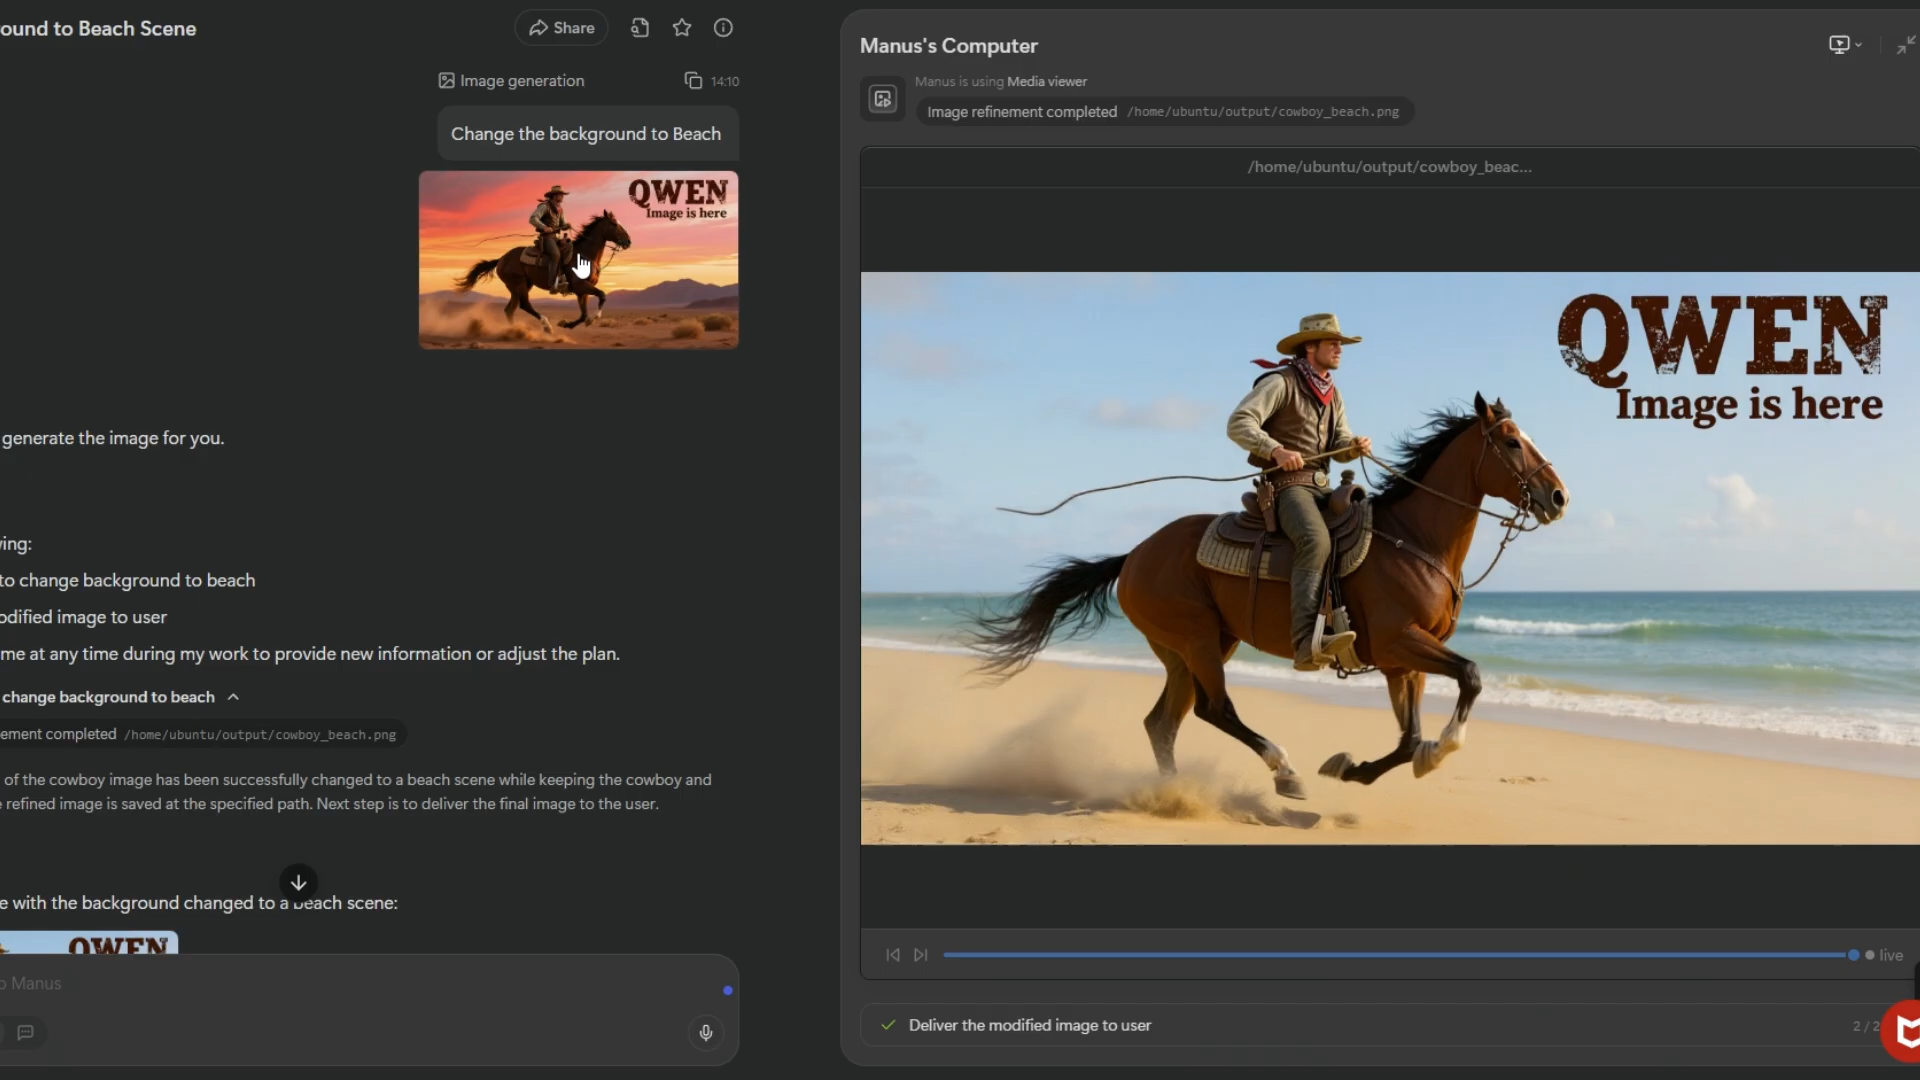 ound to Beach Scene
Share
Image generation
14:10
Change the background to Beach
QWEN
Image is here
generate the image for you.
ving:
to change background to beach
odified image to user
me at any time during my work to provide new information or adjust the plan.
change background to beach
ement completed /home/ubuntu/output/cowboy_beach.png
of the cowboy image has been successfully changed to a beach scene while keeping the cowboy and
refined image is saved at the specified path. Next step is to deliver the final image to the user.
e with the background changed to a beach scene:
QWEN
o Manus
Manus's Computer
Manus is using Media viewer
Image refinement completed /home/ubuntu/output/cowboy_beach.png
/home/ubuntu/output/cowboy_beac...
QWEN
Image is here
live
Deliver the modified image to user
2 / 2